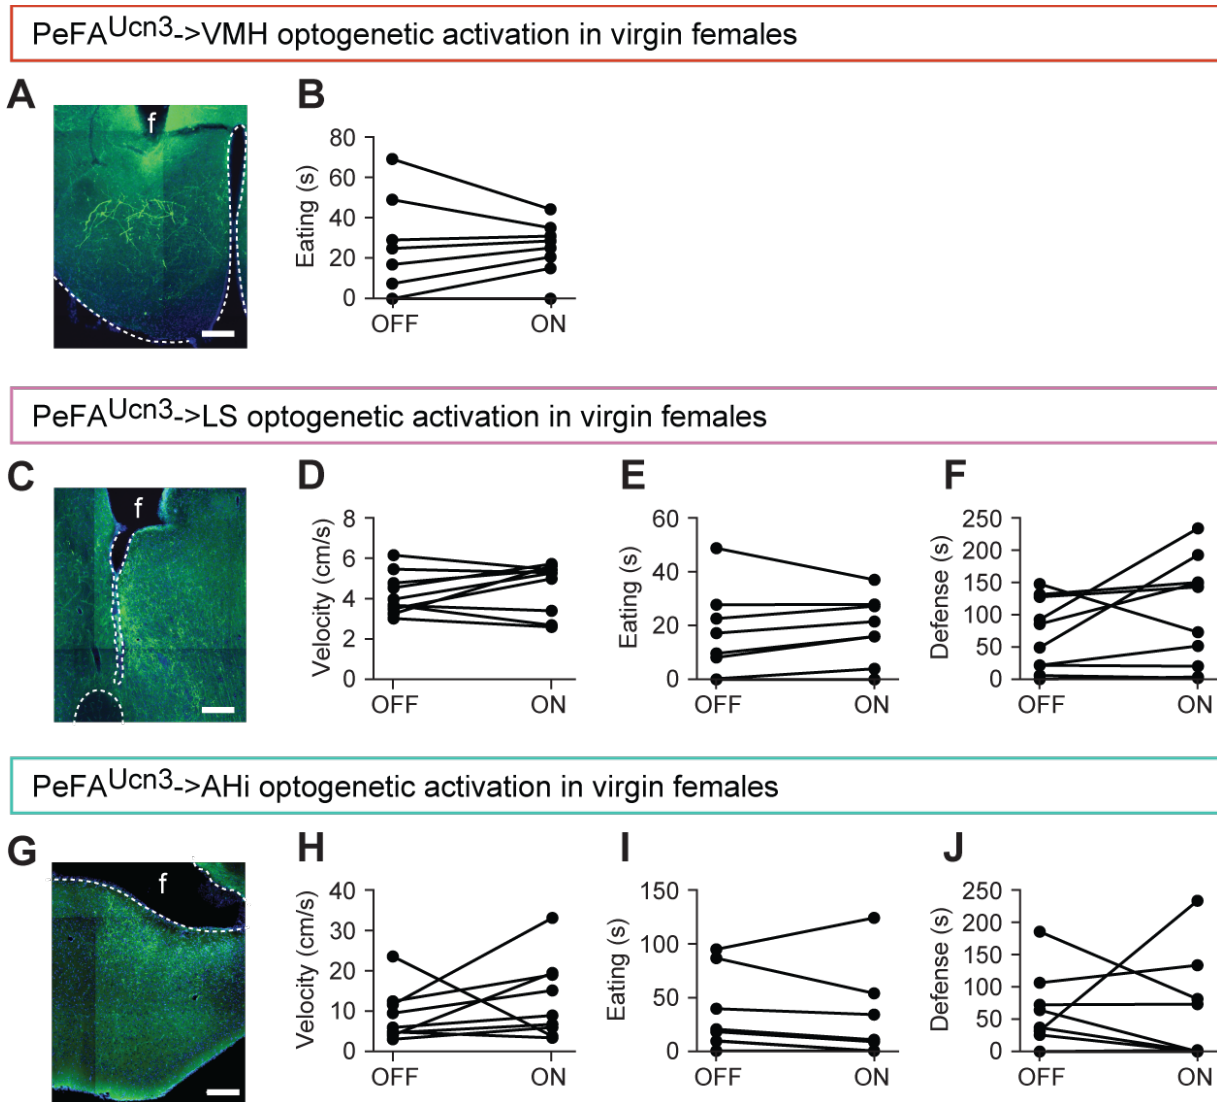 PeFAUcn3->VMH optogenetic activation in virgin females
A
f
B
Eating (s)
80
60
40
20
0
OFF ON
PeFAUcn3->LS optogenetic activation in virgin females
C
f
D
Velocity (cm/s)
8
6
4
2
0
OFF ON
E
Eating (s)
60
40
20
0
OFF ON
F
Defense (s)
250
200
150
100
50
0
OFF ON
PeFAUcn3->AHi optogenetic activation in virgin females
G
f
H
Velocity (cm/s)
40
30
20
10
0
OFF ON
I
Eating (s)
150
100
50
0
OFF ON
J
Defense (s)
250
200
150
100
50
0
OFF ON